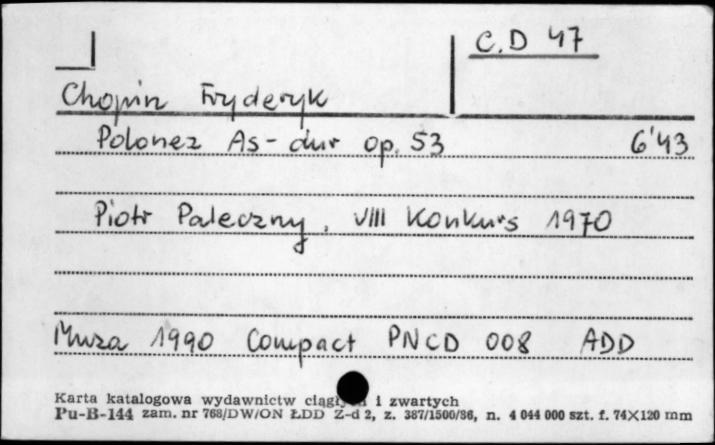 C.D 47
Chopin Fryderyk
Polonez As-dur op. 53 6'43
Piotr Paleczny, VIII Konkurs 1970
Muza 1990 Compact PNCD 008 ADD
Karta katalogowa wydawnictw ciągłych i zwartych
Pu-B-144 zam. nr 768/DW/ON ŁDD Z-d 2, z. 387/1500/86, n. 4 044 000 szt. f. 74×120 mm